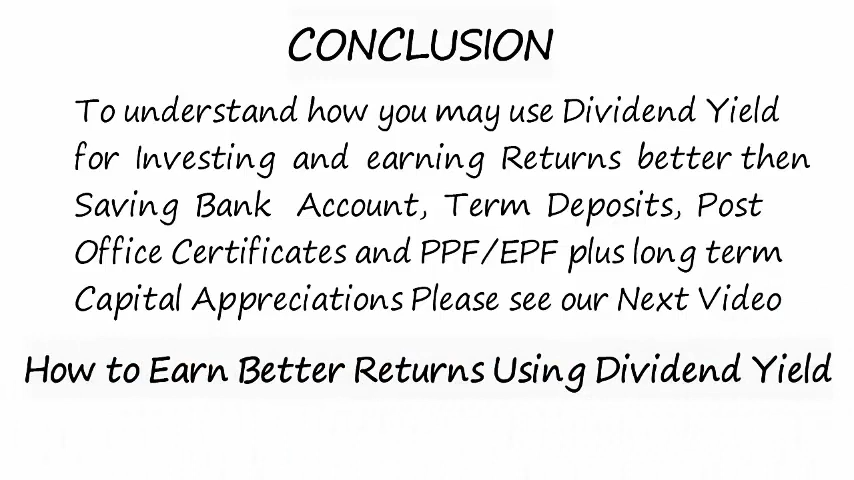 CONCLUSION
To understand how you may use Dividend Yield
for Investing and earning Returns better then
Saving Bank Account, Term Deposits, Post
Office Certificates and PPF/EPF plus long term
Capital Appreciations Please see our Next Video
How to Earn Better Returns Using Dividend Yield